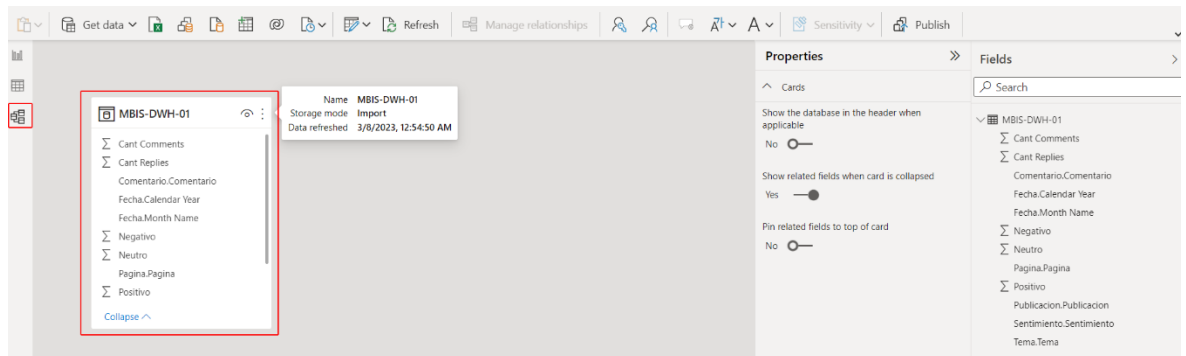 Get data Refresh Manage relationships A A Sensitivity Publish
MBIS-DWH-01
Cant Comments
Cant Replies
Comentario.Comentario
Fecha.Calendar Year
Fecha.Month Name
Negativo
Neutro
Pagina.Pagina
Positivo
Collapse
Name MBIS-DWH-01
Storage mode Import
Data refreshed 3/8/2023, 12:54:50 AM
Properties
Cards
Show the database in the header when
applicable
No
Show related fields when card is collapsed
Yes
Pin related fields to top of card
No
Fields
Search
MBIS-DWH-01
Cant Comments
Cant Replies
Comentario.Comentario
Fecha.Calendar Year
Fecha.Month Name
Negativo
Neutro
Pagina.Pagina
Positivo
Publicacion.Publicacion
Sentimiento.Sentimiento
Tema.Tema